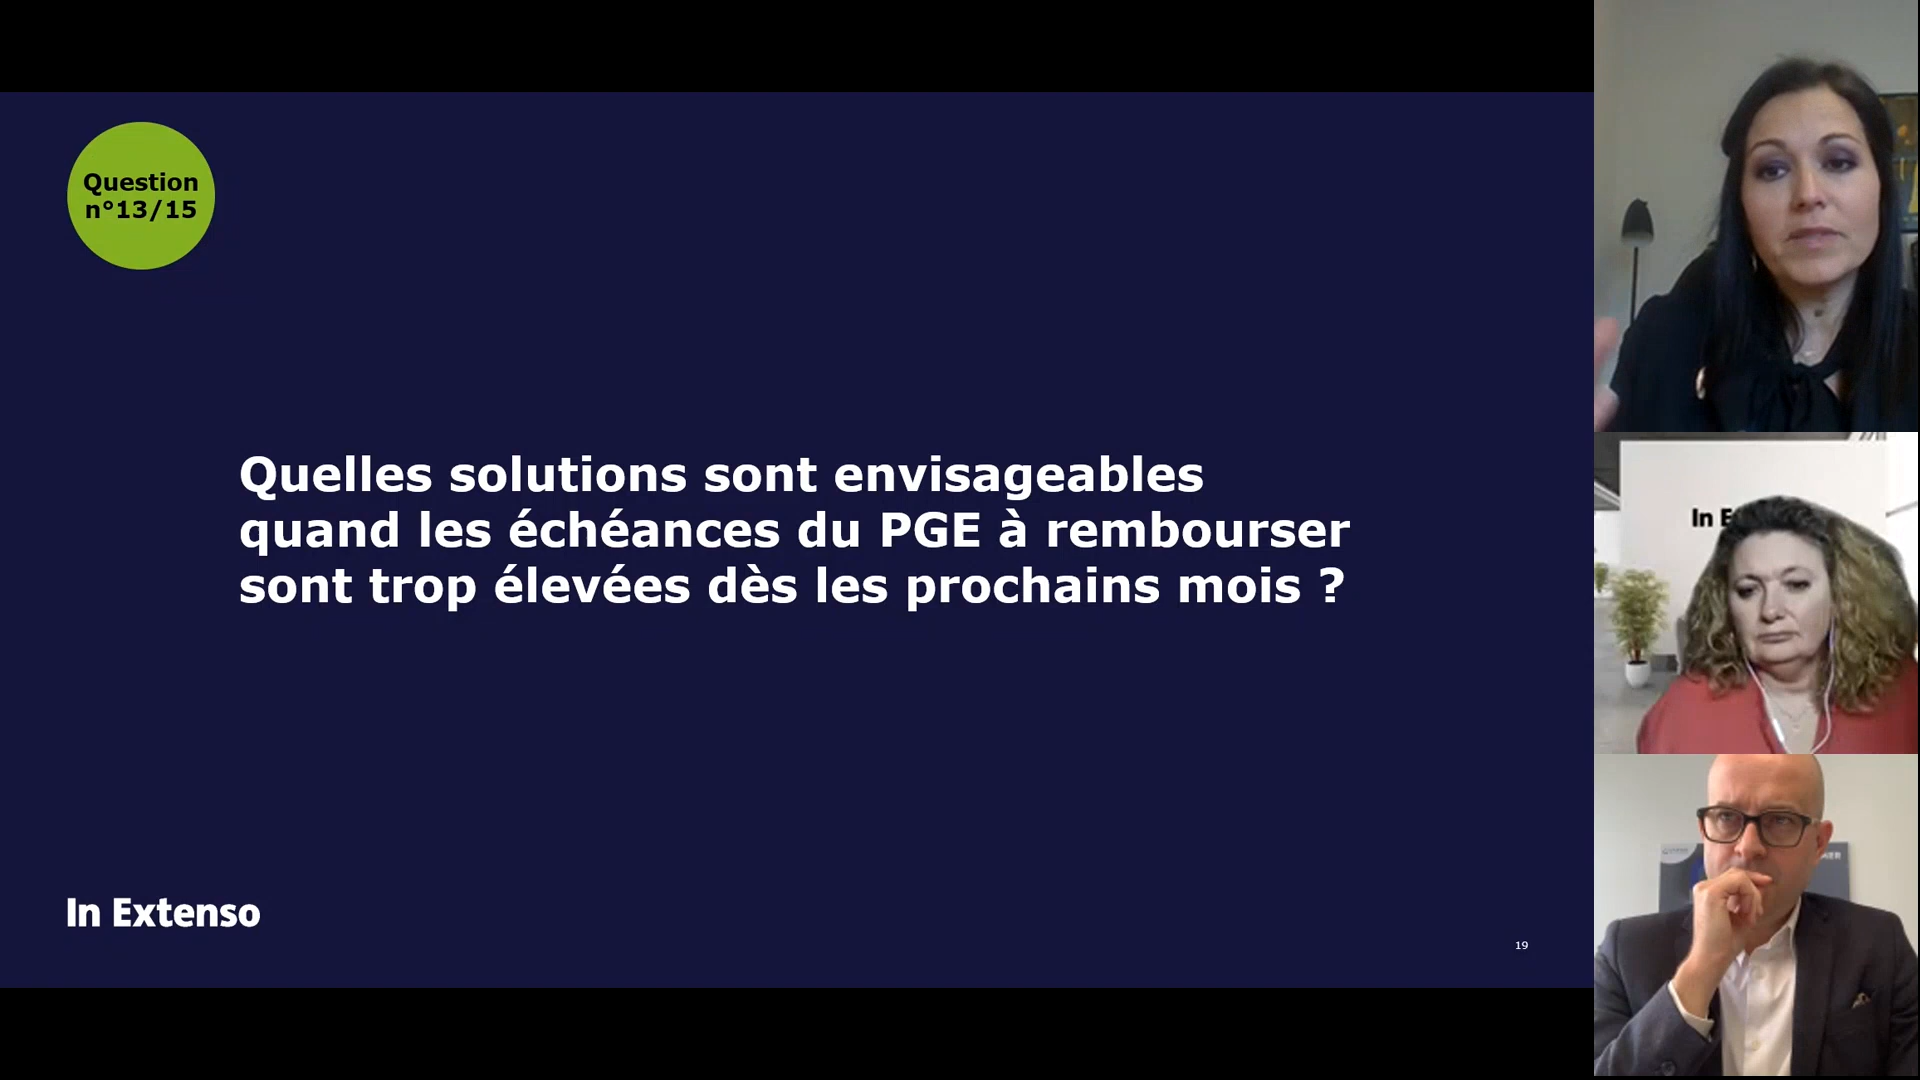 Question
n°13/15
Quelles solutions sont envisageables
quand les échéances du PGE à rembourser
sont trop élevées dès les prochains mois ?
In Extenso
19
In E